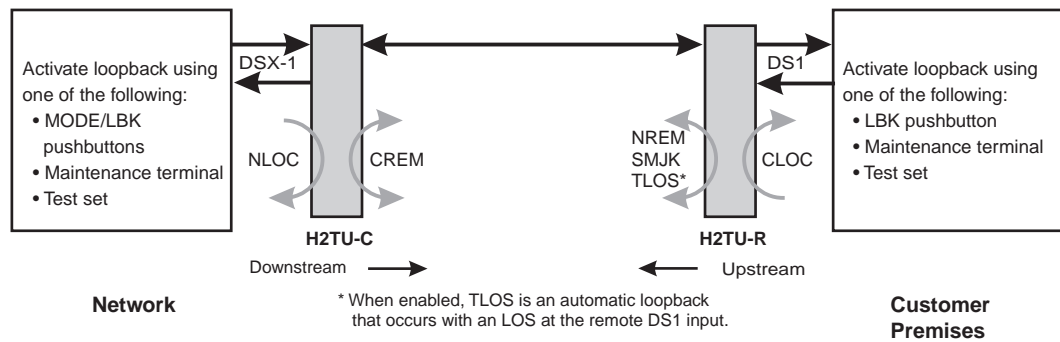 Activate loopback using
one of the following:
• MODE/LBK
pushbuttons
• Maintenance terminal
• Test set
DSX-1
NLOC
CREM
H2TU-C
Downstream
Network
DS1
NREM
SMJK
TLOS*
CLOC
H2TU-R
Upstream
Activate loopback using
one of the following:
• LBK pushbutton
• Maintenance terminal
• Test set
Customer
Premises
* When enabled, TLOS is an automatic loopback
that occurs with an LOS at the remote DS1 input.